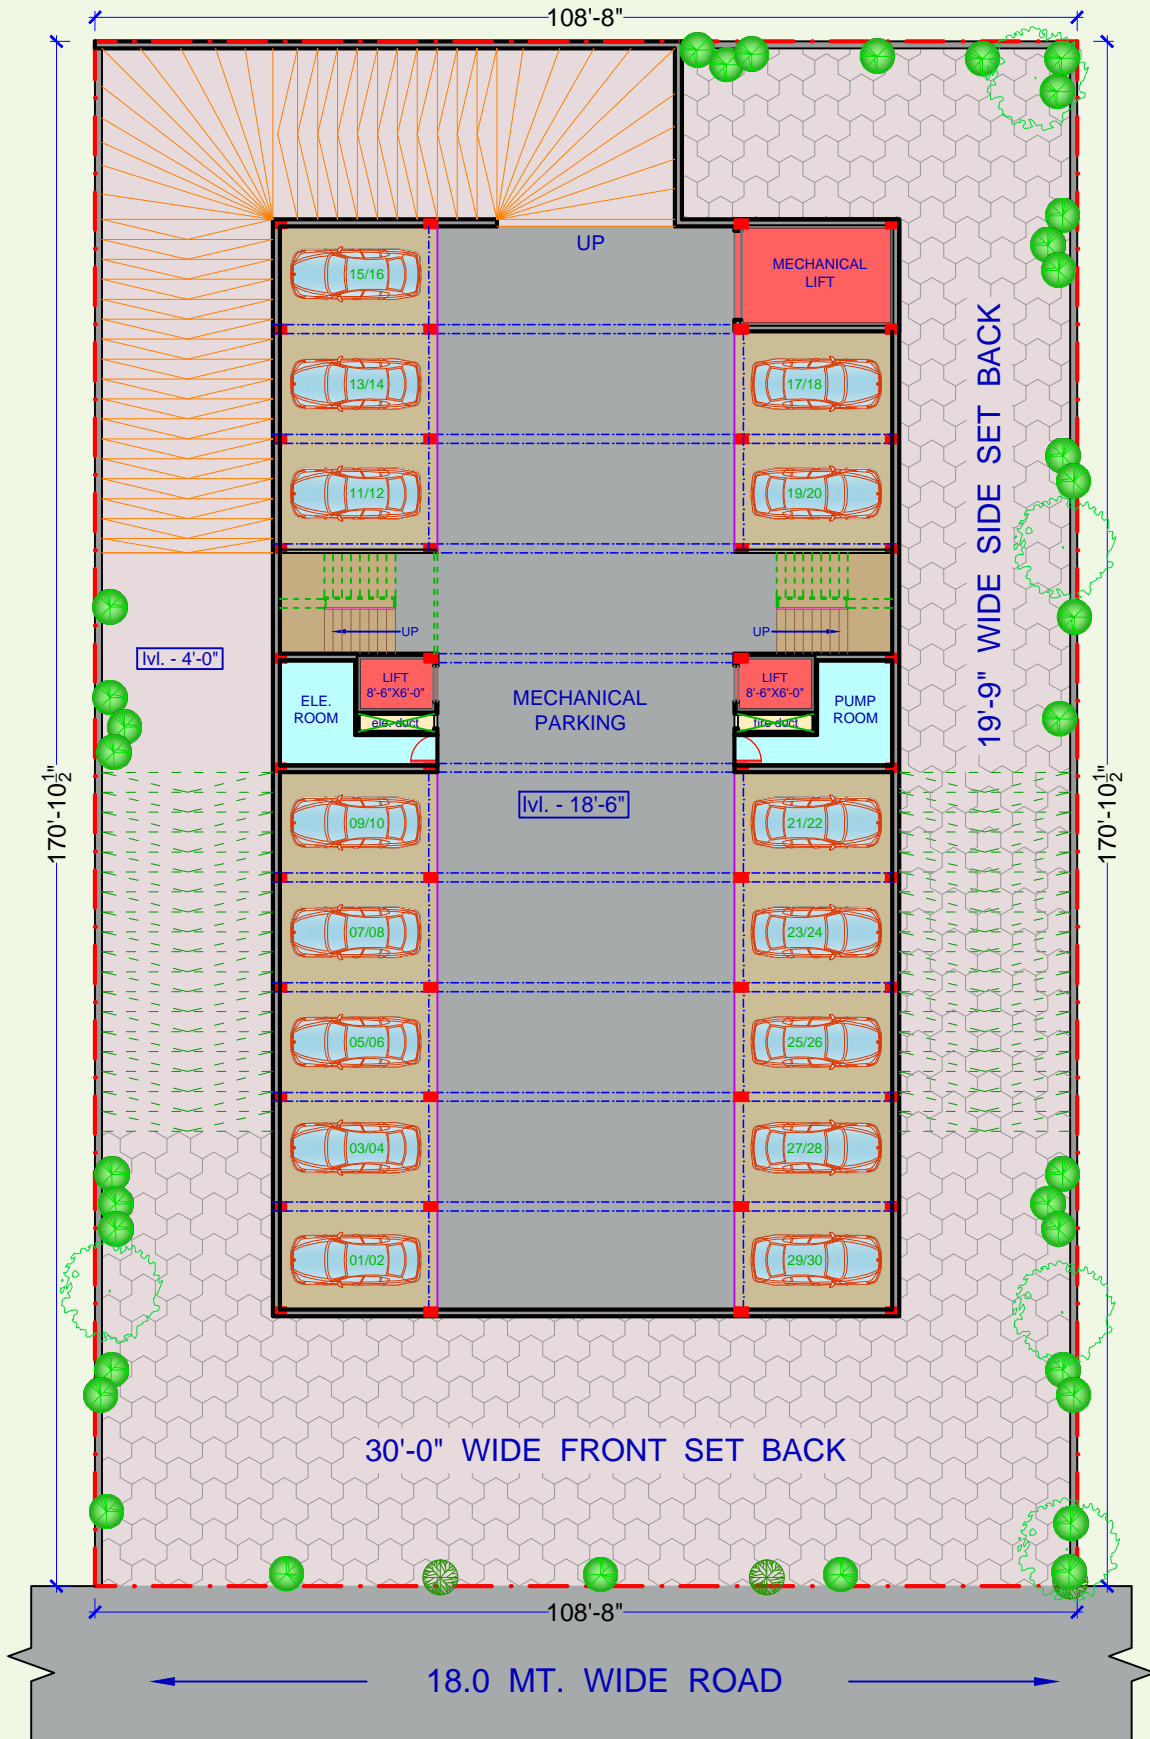 108'-8"
UP
MECHANICAL
LIFT
15/16
13/14
17/18
11/12
19/20
19'-9" WIDE SIDE SET BACK
UP
UP
lvl. - 4'-0"
ELE.
ROOM
LIFT
8'-6"X6'-0"
ele. duct
MECHANICAL
PARKING
LIFT
8'-6"X6'-0"
fire duct
PUMP
ROOM
170'-10½"
170'-10½"
lvl. - 18'-6"
09/10
21/22
07/08
23/24
05/06
25/26
03/04
27/28
01/02
29/30
30'-0" WIDE FRONT SET BACK
108'-8"
18.0 MT. WIDE ROAD